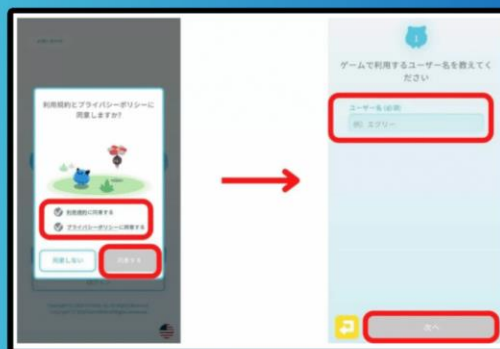 利用規約とプライバシーポリシーに
同意しますか?
利用規約に同意する
プライバシーポリシーに同意する
同意しない
同意する
ゲームで利用するユーザー名を教えてく
ださい
ユーザー名 (必須)
例) エグリー
次へ